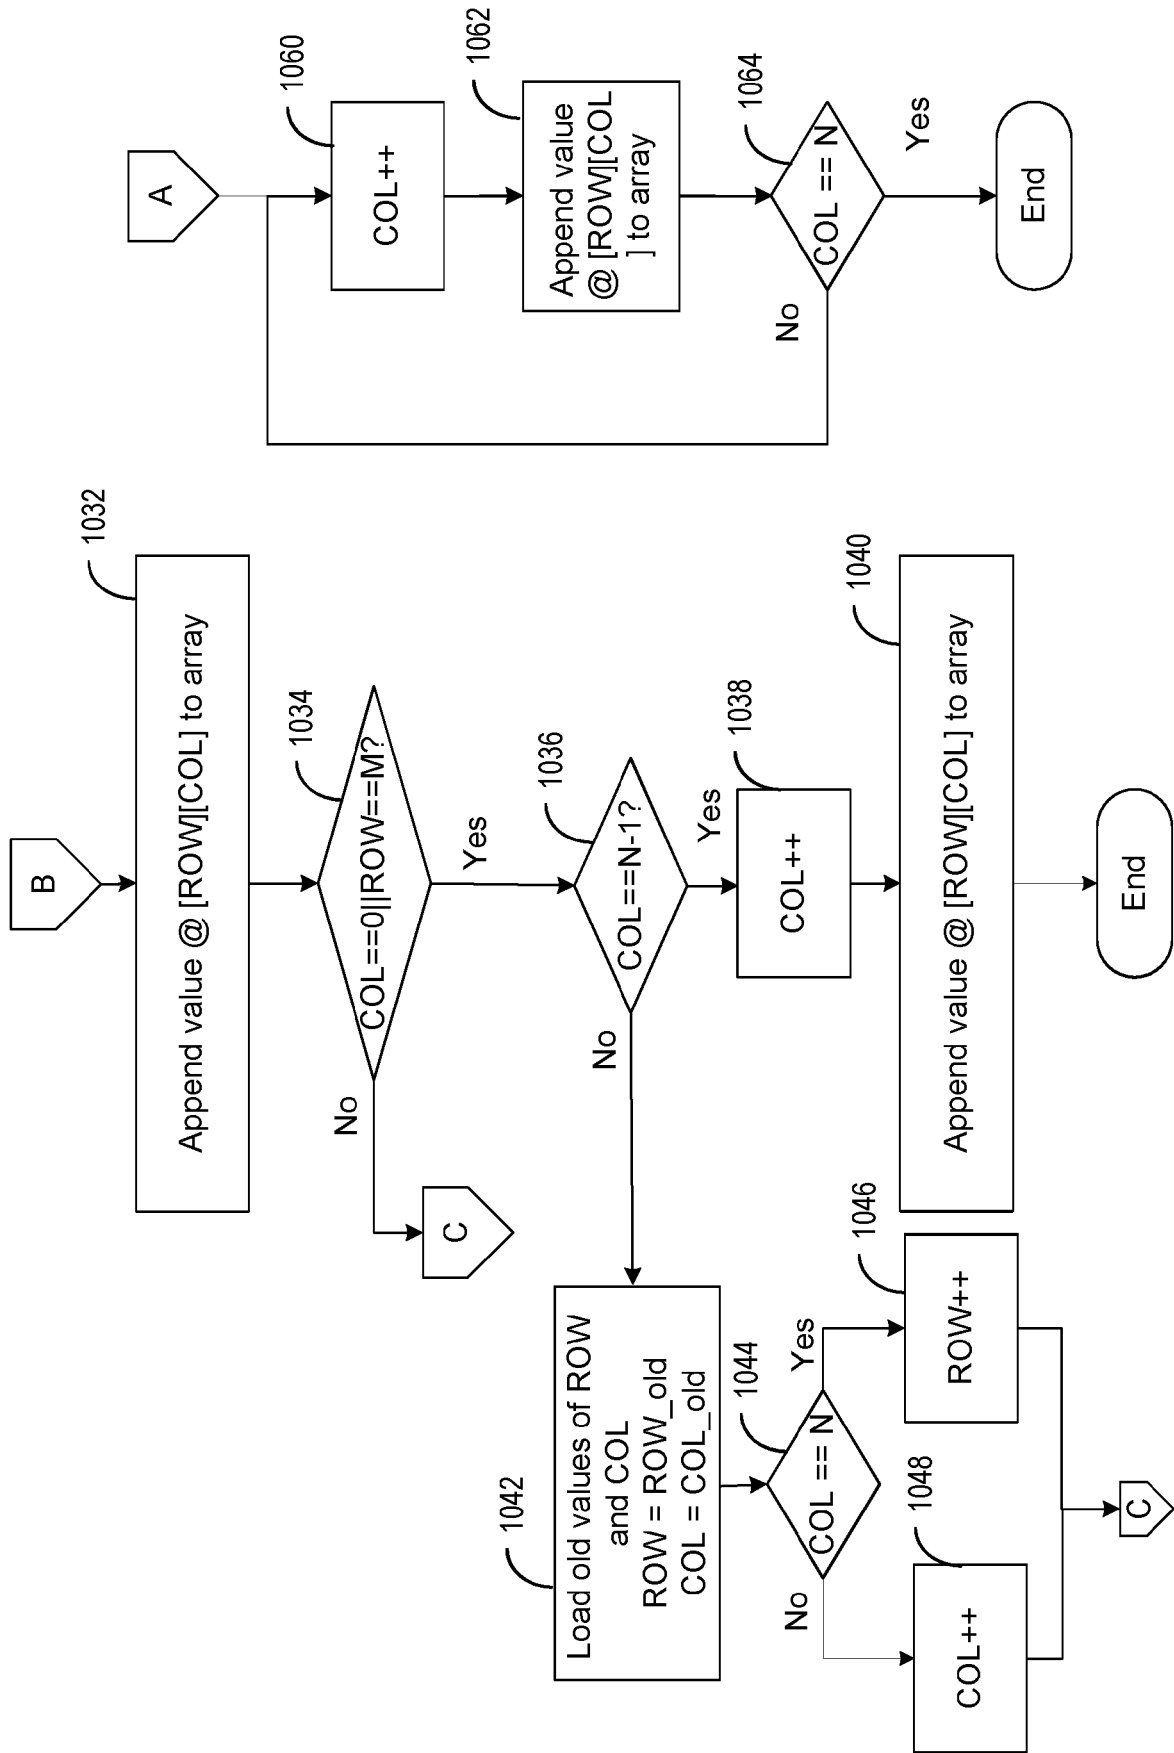 B
1032
Append value @ [ROW][COL] to array
1034
COL==0||ROW==M?
No
Yes
C
1036
COL==N-1?
No
Yes
1038
COL++
1040
Append value @ [ROW][COL] to array
End
1042
Load old values of ROW
and COL
ROW = ROW_old
COL = COL_old
1044
COL == N
No
Yes
1046
ROW++
1048
COL++
C
A
1060
COL++
1062
Append value
@ [ROW][COL
] to array
1064
COL == N
No
Yes
End